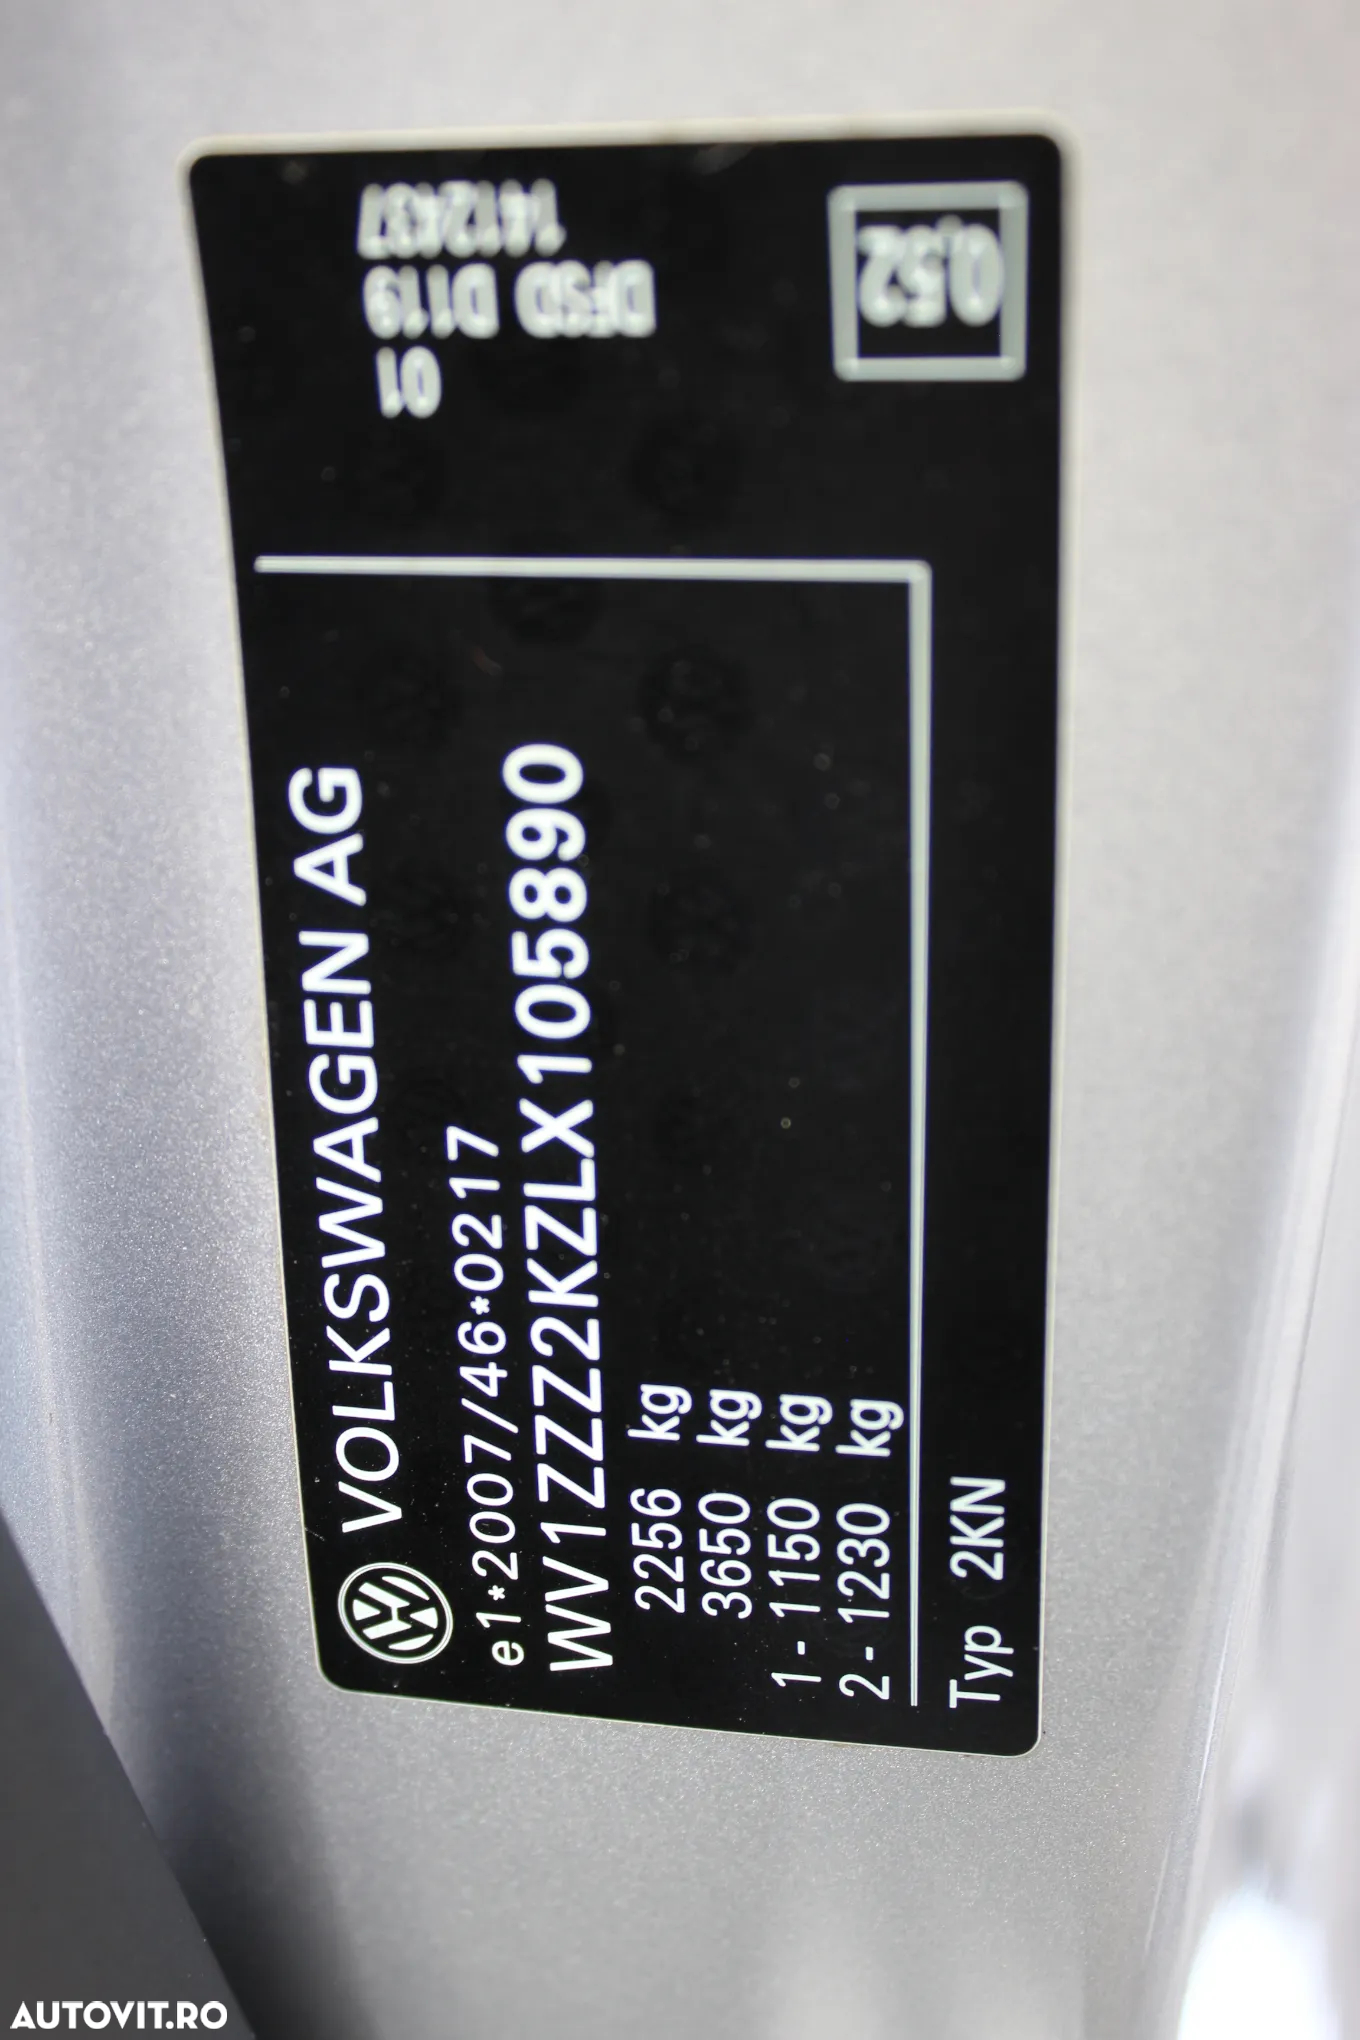 VOLKSWAGEN AG
e1*2007/46*0217
WV1ZZZ2KZLX105890
2256 kg
3650 kg
1 - 1150 kg
2 - 1230 kg
Typ 2KN
01
DFSD D119
0,52
AUTOVIT.RO